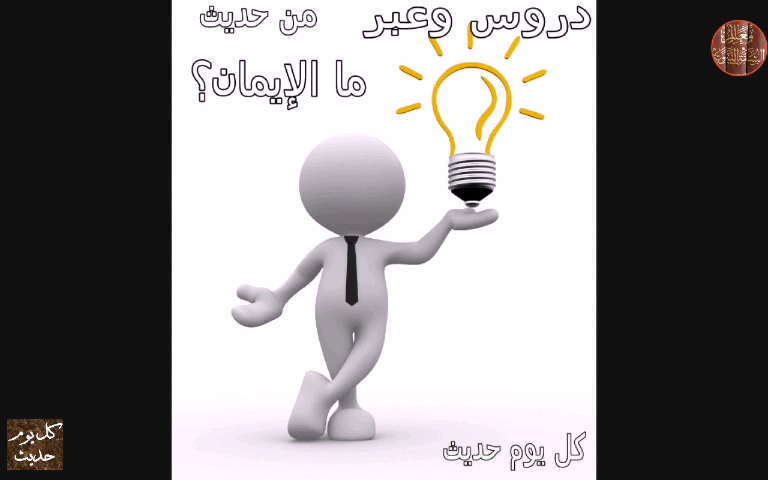 دروس وعبر من حديث
ما الإيمان؟
كل يوم حديث
كل يوم
حديث